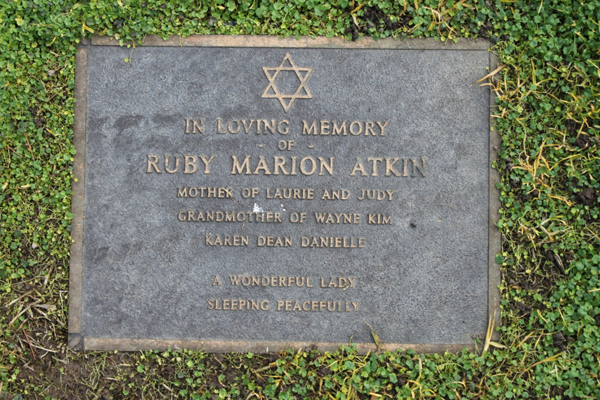 IN LOVING MEMORY
- OF -
RUBY MARION ATKIN
MOTHER OF LAURIE AND JUDY
GRANDMOTHER OF WAYNE KIM
KAREN DEAN DANIELLE
A WONDERFUL LADY
SLEEPING PEACEFULLY